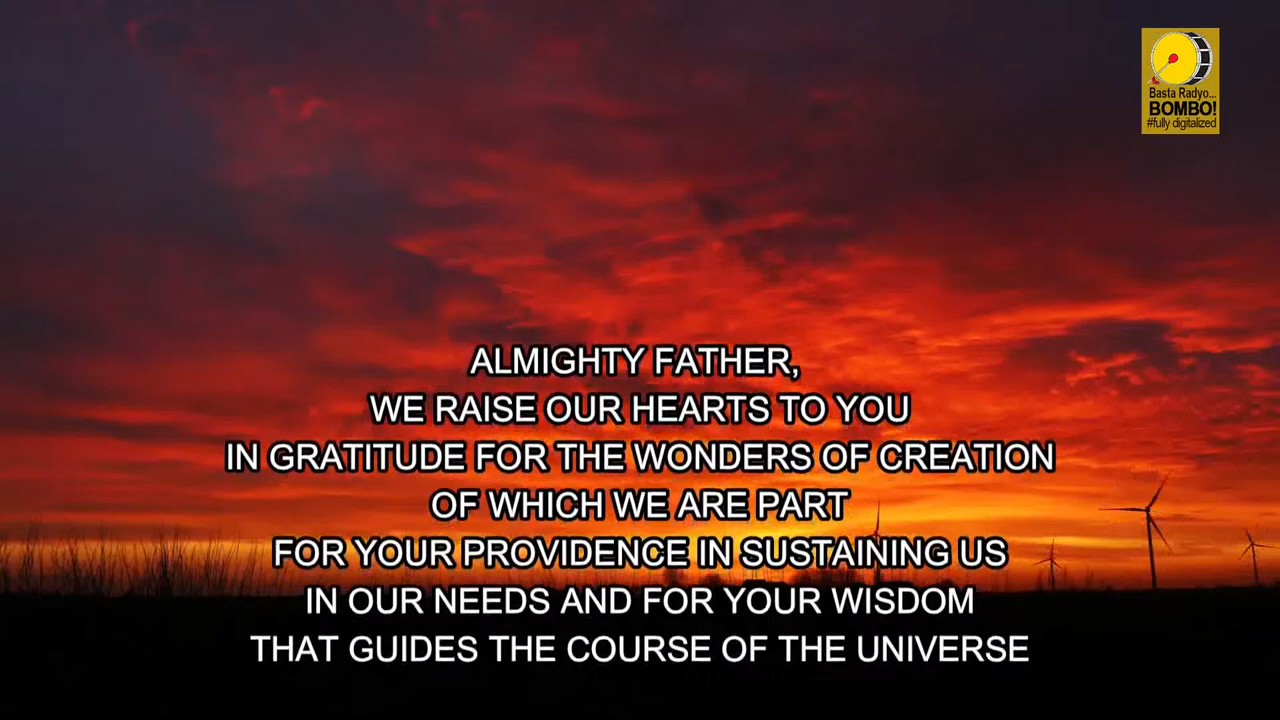 Basta Radyo...
BOMBO!
#fully digitalized
ALMIGHTY FATHER,
WE RAISE OUR HEARTS TO YOU
IN GRATITUDE FOR THE WONDERS OF CREATION
OF WHICH WE ARE PART
FOR YOUR PROVIDENCE IN SUSTAINING US
IN OUR NEEDS AND FOR YOUR WISDOM
THAT GUIDES THE COURSE OF THE UNIVERSE